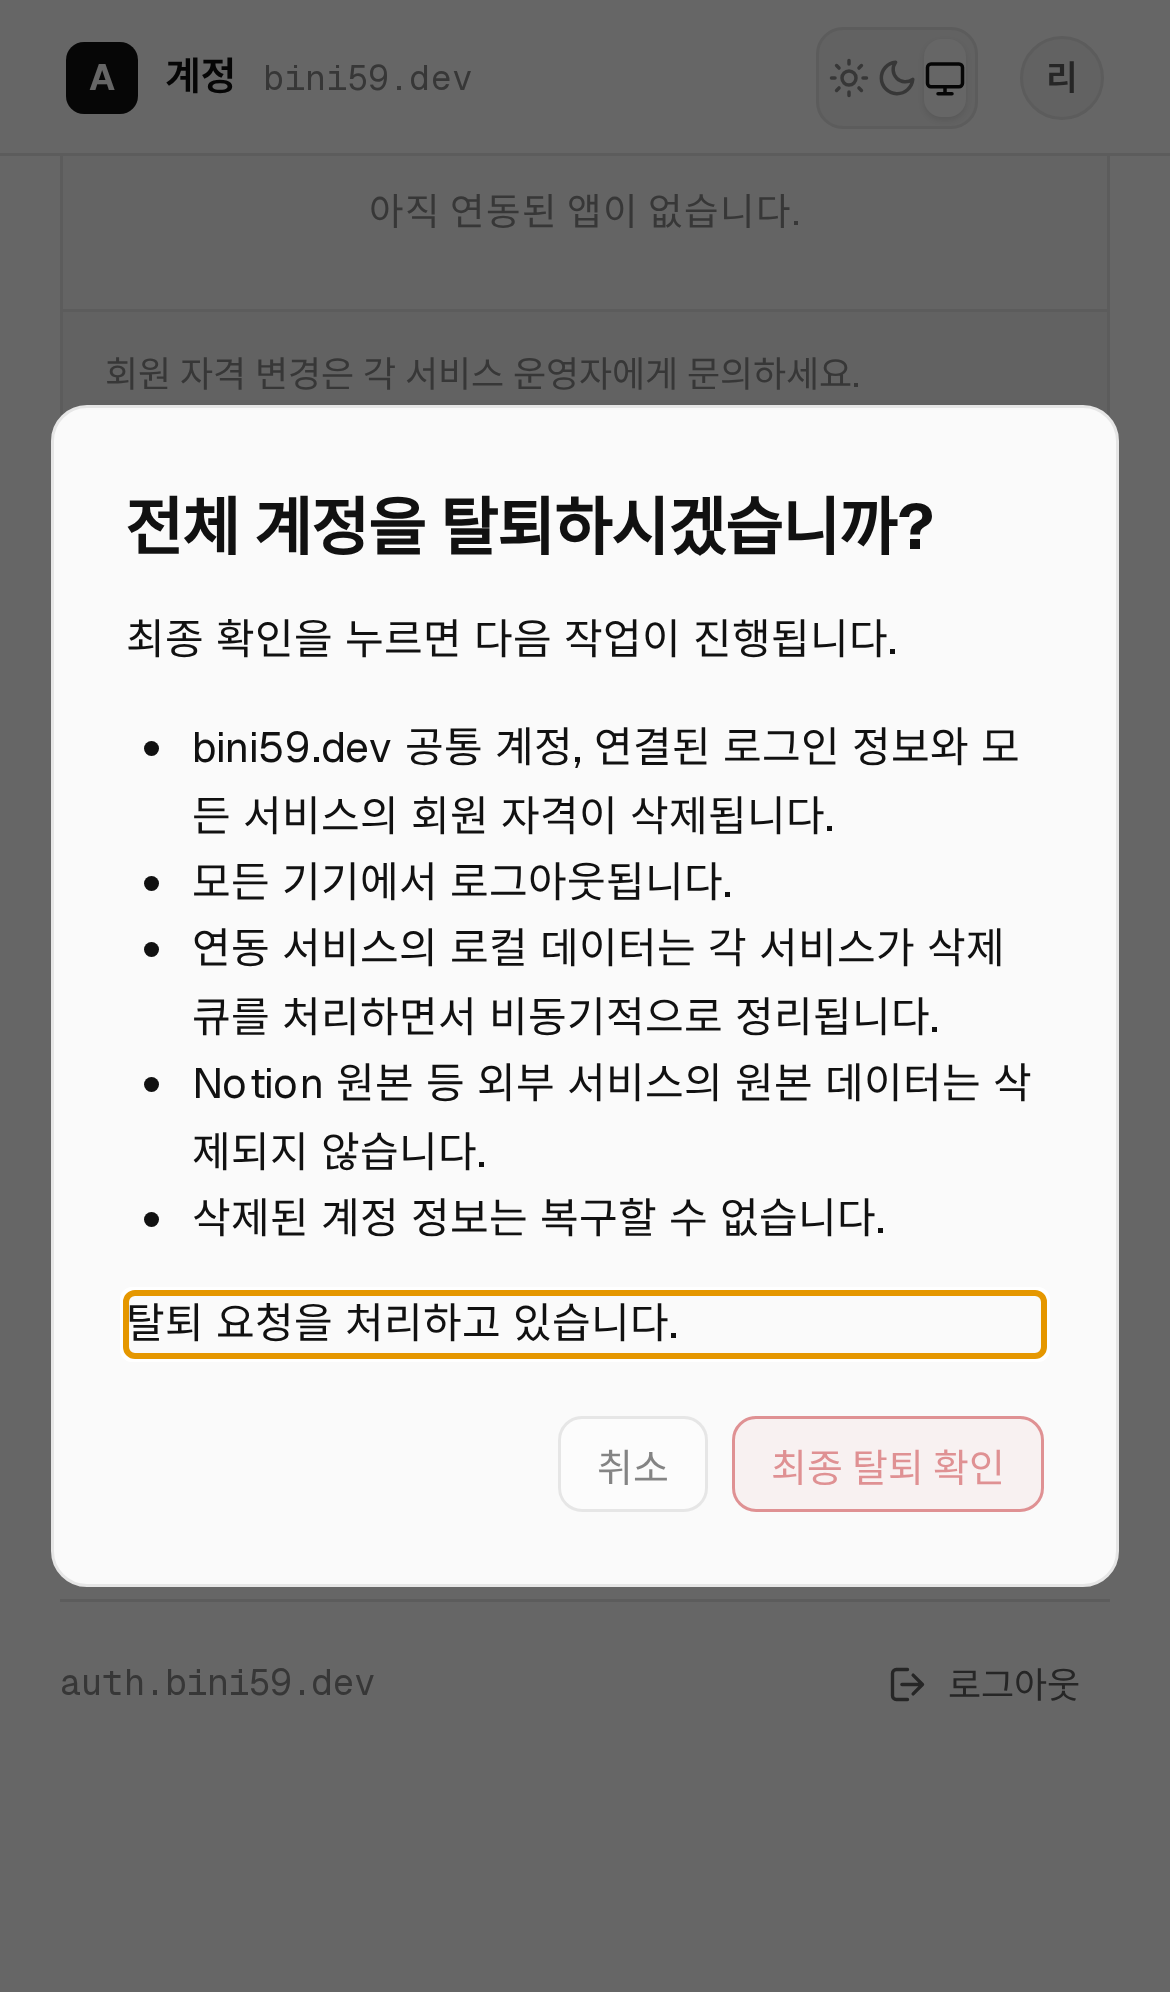 A 계정 bini59.dev 리
아직 연동된 앱이 없습니다.
회원 자격 변경은 각 서비스 운영자에게 문의하세요.
전체 계정을 탈퇴하시겠습니까?
최종 확인을 누르면 다음 작업이 진행됩니다.
bini59.dev 공통 계정, 연결된 로그인 정보와 모
든 서비스의 회원 자격이 삭제됩니다.
모든 기기에서 로그아웃됩니다.
연동 서비스의 로컬 데이터는 각 서비스가 삭제
큐를 처리하면서 비동기적으로 정리됩니다.
Notion 원본 등 외부 서비스의 원본 데이터는 삭
제되지 않습니다.
삭제된 계정 정보는 복구할 수 없습니다.
탈퇴 요청을 처리하고 있습니다.
취소 최종 탈퇴 확인
auth.bini59.dev 로그아웃